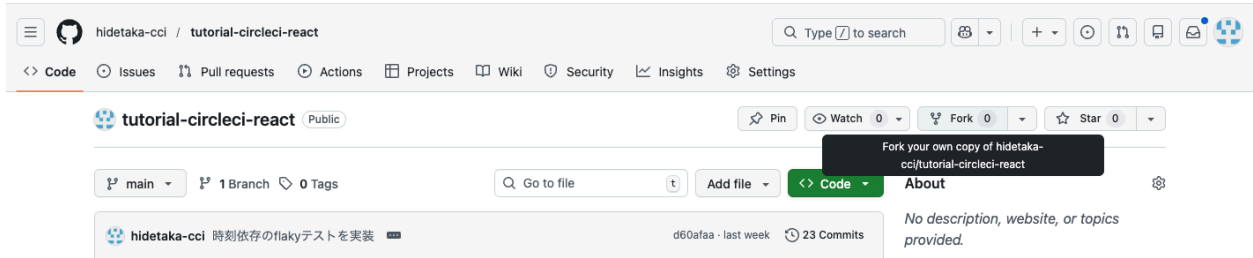 hidetaka-cci / tutorial-circleci-react
Type / to search
Code Issues Pull requests Actions Projects Wiki Security Insights Settings
tutorial-circleci-react Public
Pin Watch 0 Fork 0 Star 0
Fork your own copy of hidetaka-
cci/tutorial-circleci-react
main 1 Branch 0 Tags
Go to file t
Add file
Code
About
hidetaka-cci 時刻依存のflakyテストを実装
d60afaa · last week 23 Commits
No description, website, or topics
provided.